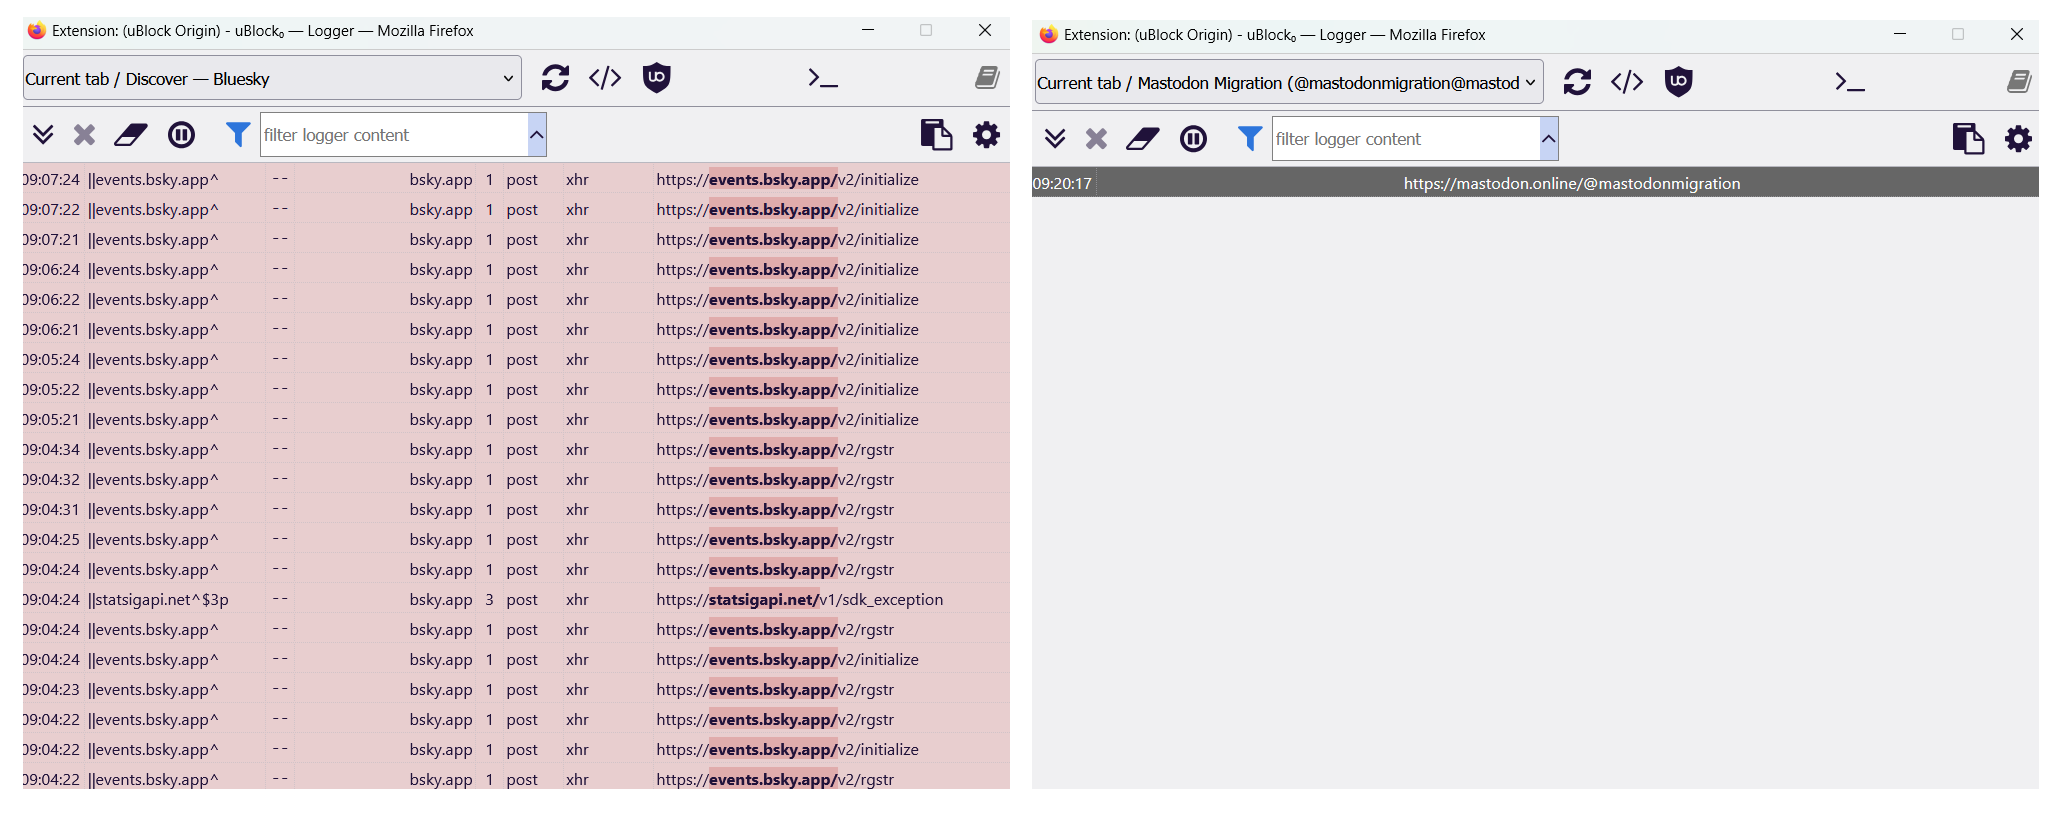 Extension: (uBlock Origin) - uBlock₀ — Logger — Mozilla Firefox
Current tab / Discover — Bluesky
filter logger content
09:07:24 ||events.bsky.app^ -- bsky.app 1 post xhr https://events.bsky.app/v2/initialize
09:07:22 ||events.bsky.app^ -- bsky.app 1 post xhr https://events.bsky.app/v2/initialize
09:07:21 ||events.bsky.app^ -- bsky.app 1 post xhr https://events.bsky.app/v2/initialize
09:06:24 ||events.bsky.app^ -- bsky.app 1 post xhr https://events.bsky.app/v2/initialize
09:06:22 ||events.bsky.app^ -- bsky.app 1 post xhr https://events.bsky.app/v2/initialize
09:06:21 ||events.bsky.app^ -- bsky.app 1 post xhr https://events.bsky.app/v2/initialize
09:05:24 ||events.bsky.app^ -- bsky.app 1 post xhr https://events.bsky.app/v2/initialize
09:05:22 ||events.bsky.app^ -- bsky.app 1 post xhr https://events.bsky.app/v2/initialize
09:05:21 ||events.bsky.app^ -- bsky.app 1 post xhr https://events.bsky.app/v2/initialize
09:04:34 ||events.bsky.app^ -- bsky.app 1 post xhr https://events.bsky.app/v2/rgstr
09:04:32 ||events.bsky.app^ -- bsky.app 1 post xhr https://events.bsky.app/v2/rgstr
09:04:31 ||events.bsky.app^ -- bsky.app 1 post xhr https://events.bsky.app/v2/rgstr
09:04:25 ||events.bsky.app^ -- bsky.app 1 post xhr https://events.bsky.app/v2/rgstr
09:04:24 ||events.bsky.app^ -- bsky.app 1 post xhr https://events.bsky.app/v2/rgstr
09:04:24 ||statsigapi.net^$3p -- bsky.app 3 post xhr https://statsigapi.net/v1/sdk_exception
09:04:24 ||events.bsky.app^ -- bsky.app 1 post xhr https://events.bsky.app/v2/rgstr
09:04:24 ||events.bsky.app^ -- bsky.app 1 post xhr https://events.bsky.app/v2/initialize
09:04:23 ||events.bsky.app^ -- bsky.app 1 post xhr https://events.bsky.app/v2/rgstr
09:04:22 ||events.bsky.app^ -- bsky.app 1 post xhr https://events.bsky.app/v2/rgstr
09:04:22 ||events.bsky.app^ -- bsky.app 1 post xhr https://events.bsky.app/v2/initialize
09:04:22 ||events.bsky.app^ -- bsky.app 1 post xhr https://events.bsky.app/v2/rgstr
Extension: (uBlock Origin) - uBlock₀ — Logger — Mozilla Firefox
Current tab / Mastodon Migration (@mastodonmigration@mastod
filter logger content
09:20:17 https://mastodon.online/@mastodonmigration